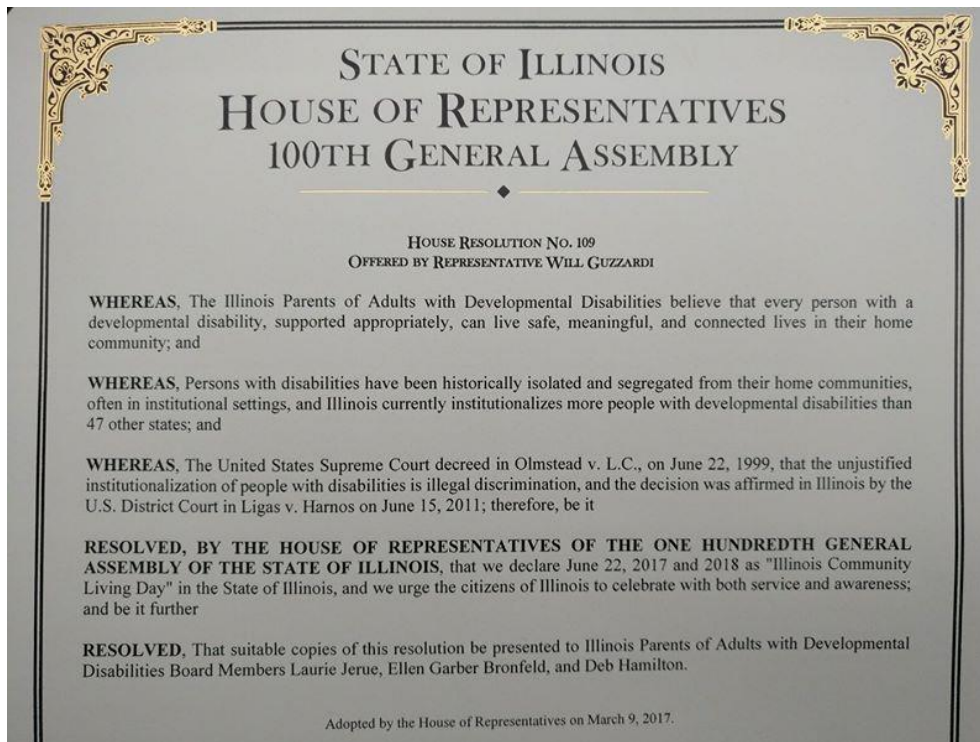 STATE OF ILLINOIS
HOUSE OF REPRESENTATIVES
100TH GENERAL ASSEMBLY
HOUSE RESOLUTION NO. 109
OFFERED BY REPRESENTATIVE WILL GUZZARDI
WHEREAS, The Illinois Parents of Adults with Developmental Disabilities believe that every person with a
developmental disability, supported appropriately, can live safe, meaningful, and connected lives in their home
community; and
WHEREAS, Persons with disabilities have been historically isolated and segregated from their home communities,
often in institutional settings, and Illinois currently institutionalizes more people with developmental disabilities than
47 other states; and
WHEREAS, The United States Supreme Court decreed in Olmstead v. L.C., on June 22, 1999, that the unjustified
institutionalization of people with disabilities is illegal discrimination, and the decision was affirmed in Illinois by the
U.S. District Court in Ligas v. Harnos on June 15, 2011; therefore, be it
RESOLVED, BY THE HOUSE OF REPRESENTATIVES OF THE ONE HUNDREDTH GENERAL
ASSEMBLY OF THE STATE OF ILLINOIS, that we declare June 22, 2017 and 2018 as "Illinois Community
Living Day" in the State of Illinois, and we urge the citizens of Illinois to celebrate with both service and awareness;
and be it further
RESOLVED, That suitable copies of this resolution be presented to Illinois Parents of Adults with Developmental
Disabilities Board Members Laurie Jerue, Ellen Garber Bronfeld, and Deb Hamilton.
Adopted by the House of Representatives on March 9, 2017.